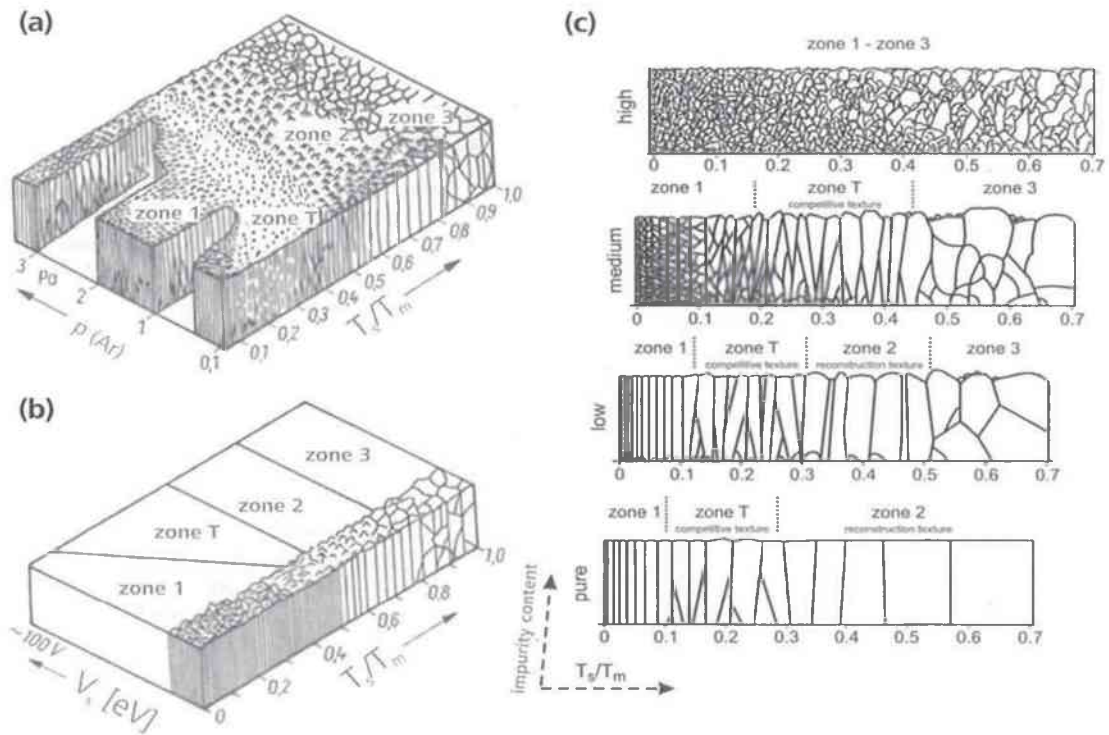 (a)
zone 3
zone 2
zone 1
zone T
3 Pa 2 1 0,1
p (Ar)
0,1 0,2 0,3 0,4 0,5 0,6 0,7 0,8 0,9 1,0
Ts/Tm
(b)
zone 3
zone 2
zone T
zone 1
~100 V
Vs [eV]
0 0,2 0,4 0,6 0,8 1,0
Ts/Tm
(c)
zone 1 - zone 3
high
0 0.1 0.2 0.3 0.4 0.5 0.6 0.7
zone 1 zone T zone 3
competitive texture
medium
0 0.1 0.2 0.3 0.4 0.5 0.6 0.7
zone 1 zone T zone 2 zone 3
competitive texture reconstruction texture
low
0 0.1 0.2 0.3 0.4 0.5 0.6 0.7
zone 1 zone T zone 2
competitive texture reconstruction texture
pure
0 0.1 0.2 0.3 0.4 0.5 0.6 0.7
impurity content
Ts/Tm